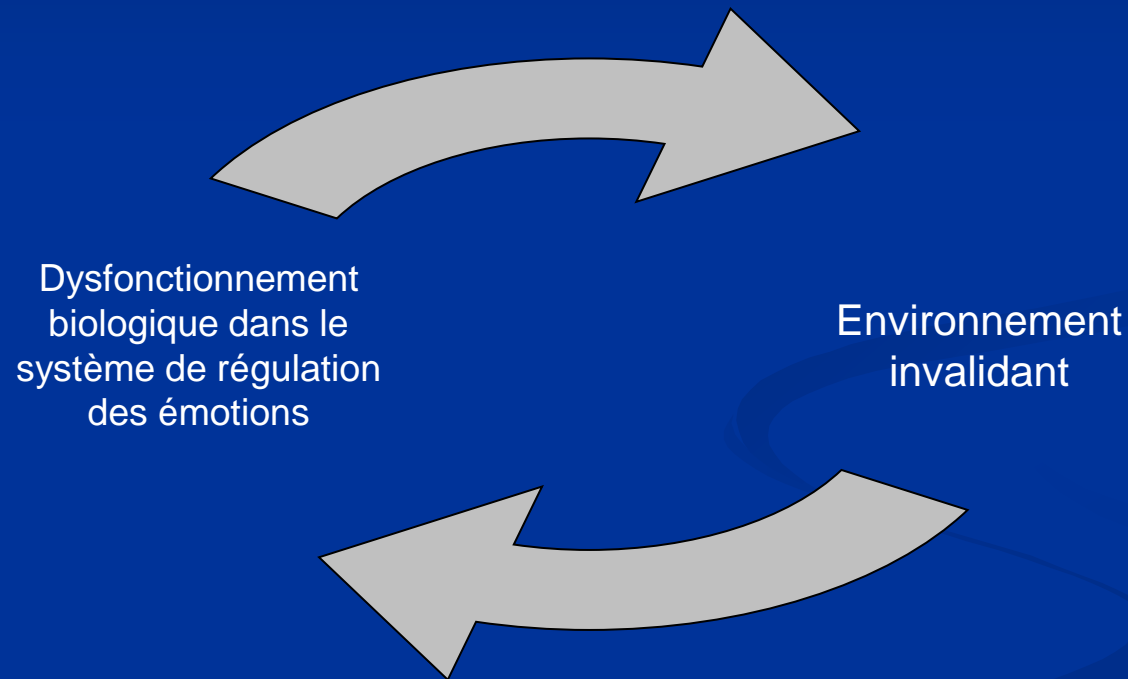 Dysfonctionnement
biologique dans le
système de régulation
des émotions
Environnement
invalidant